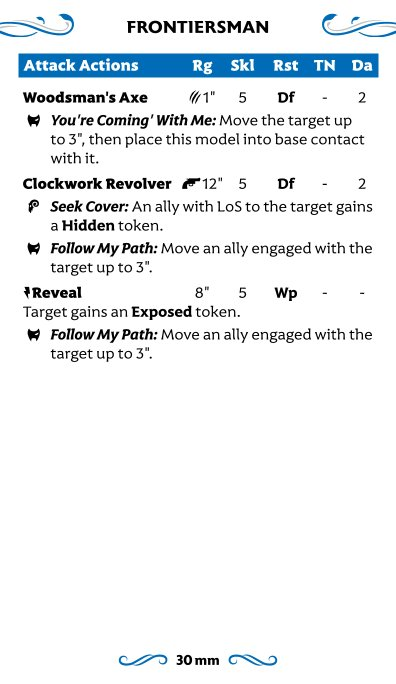 FRONTIERSMAN
Attack Actions Rg Skl Rst TN Da
Woodsman's Axe 1" 5 Df - 2
You're Coming' With Me: Move the target up
to 3", then place this model into base contact
with it.
Clockwork Revolver 12" 5 Df - 2
Seek Cover: An ally with LoS to the target gains
a Hidden token.
Follow My Path: Move an ally engaged with the
target up to 3".
Reveal 8" 5 Wp - -
Target gains an Exposed token.
Follow My Path: Move an ally engaged with the
target up to 3".
30 mm